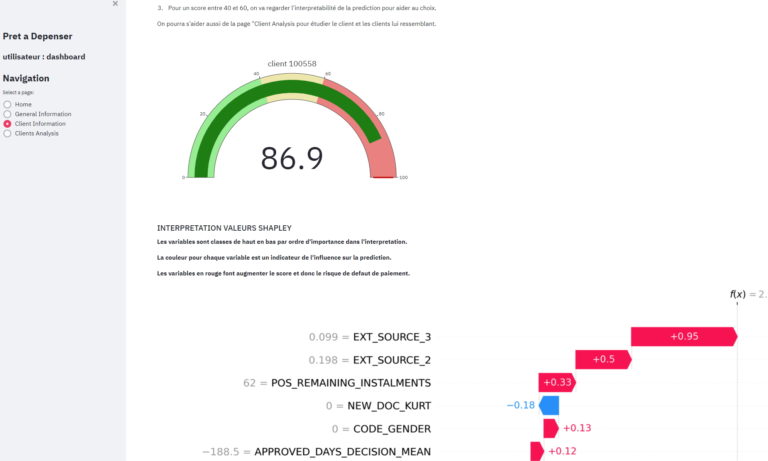 ×
Pret a Depenser
utilisateur : dashboard
Navigation
Select a page:
Home
General Information
Client Information
Clients Analysis
3. Pour un score entre 40 et 60, on va regarder l'interpretabilité de la prediction pour aider au choix.
On pourra s'aider aussi de la page "Client Analysis pour étudier le client et les clients lui ressemblant.
client 100558
0
20
40
60
80
100
86.9
INTERPRETATION VALEURS SHAPLEY
Les variables sont classes de haut en bas par ordre d'importance dans l'interpretation.
La couleur pour chaque variable est un indicateur de l'influence sur la prediction.
Les variables en rouge font augmenter le score et donc le risque de defaut de paiement.
f(x) = 2.
0.099 = EXT_SOURCE_3 +0.95
0.198 = EXT_SOURCE_2 +0.5
62 = POS_REMAINING_INSTALMENTS +0.33
0 = NEW_DOC_KURT −0.18
0 = CODE_GENDER +0.13
−188.5 = APPROVED_DAYS_DECISION_MEAN +0.12